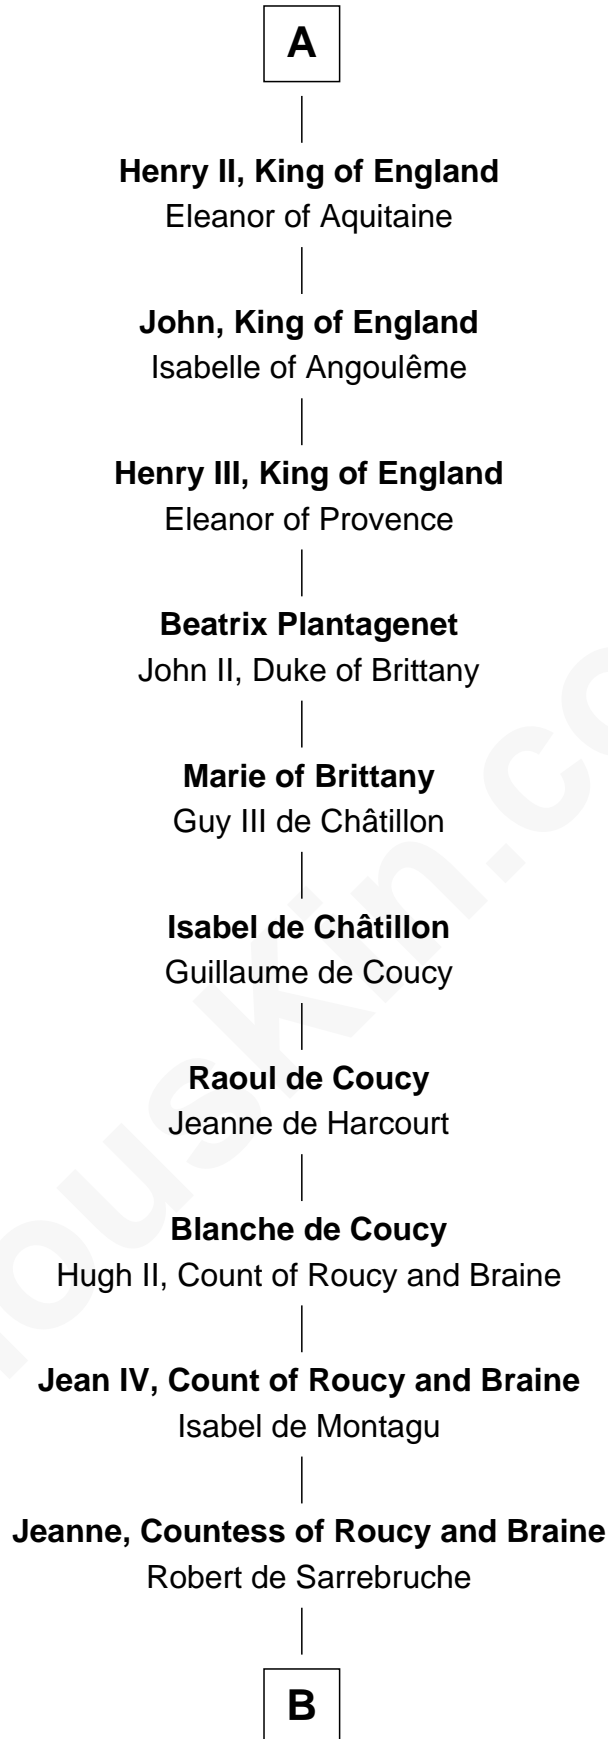 A
Henry II, King of England
Eleanor of Aquitaine
John, King of England
Isabelle of Angoulême
Henry III, King of England
Eleanor of Provence
Beatrix Plantagenet
John II, Duke of Brittany
Marie of Brittany
Guy III de Châtillon
Isabel de Châtillon
Guillaume de Coucy
Raoul de Coucy
Jeanne de Harcourt
Blanche de Coucy
Hugh II, Count of Roucy and Braine
Jean IV, Count of Roucy and Braine
Isabel de Montagu
Jeanne, Countess of Roucy and Braine
Robert de Sarrebruche
B